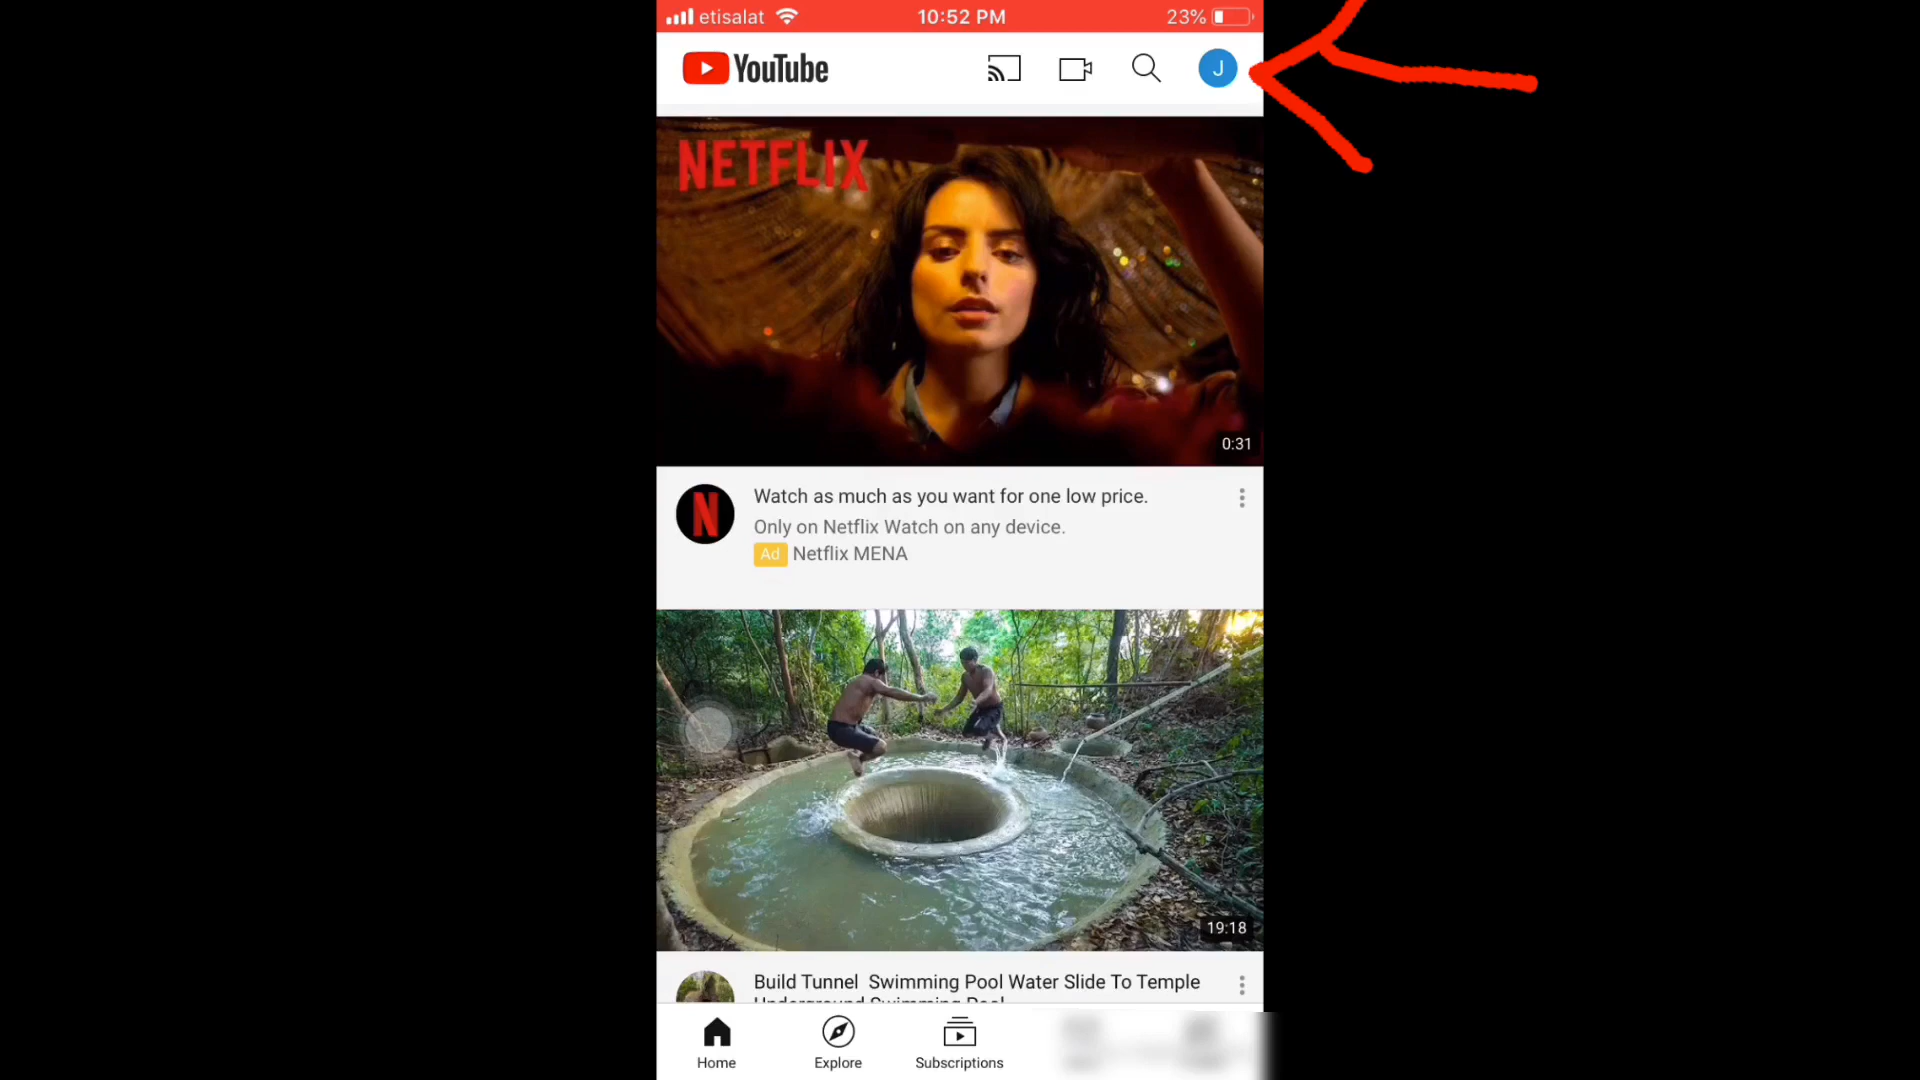 etisalat 10:52 PM 23%
YouTube J
NETFLIX
0:31
N Watch as much as you want for one low price.
Only on Netflix Watch on any device.
Ad Netflix MENA
19:18
Build Tunnel Swimming Pool Water Slide To Temple
Underground Swimming Pool
Home Explore Subscriptions